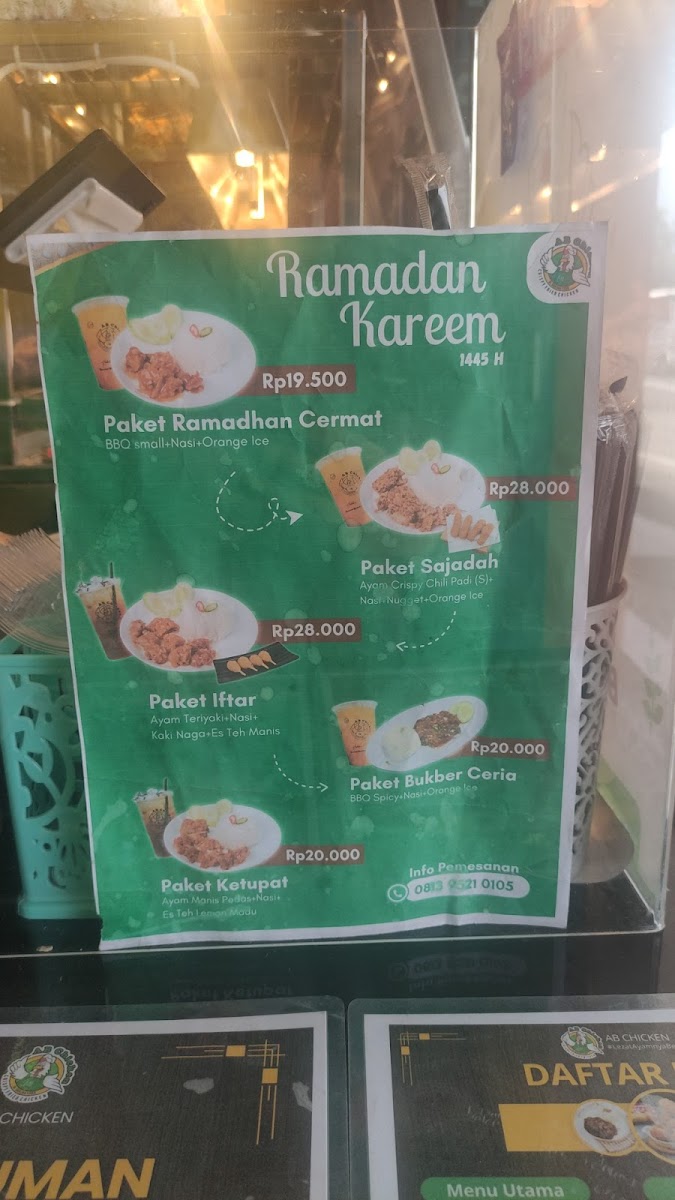 Ramadan
Kareem
1445 H
Rp19.500
Paket Ramadhan Cermat
BBQ small+Nasi+Orange Ice
Rp28.000
Paket Sajadah
Ayam Crispy Chili Padi (S)+
Nasi+Nugget+Orange Ice
Rp28.000
Paket Iftar
Ayam Teriyaki+Nasi+
Kaki Naga+Es Teh Manis
Rp20.000
Paket Bukber Ceria
BBQ Spicy+Nasi+Orange Ice
Rp20.000
Paket Ketupat
Ayam Manis Pedas+Nasi+
Es Teh Lemon Madu
Info Pemesanan
0813 9521 0105
CHICKEN
UMAN
AB CHICKEN
DAFTAR
Menu Utama